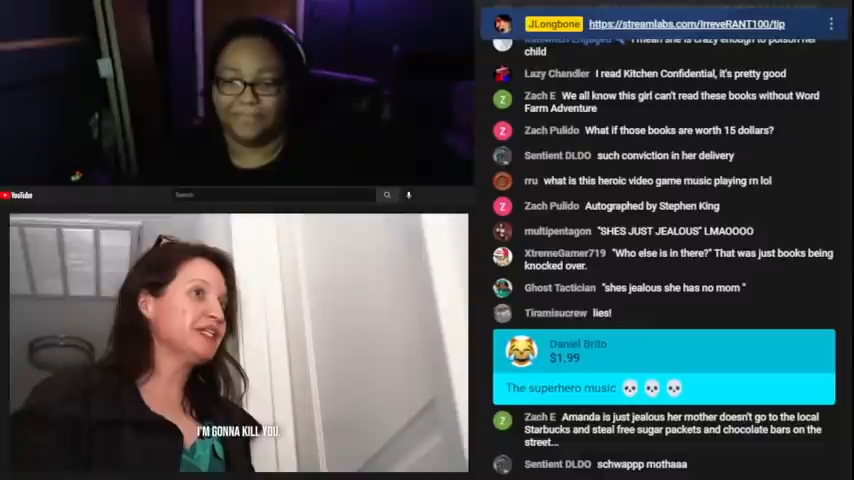 JLongbone https://streamlabs.com/IrreveRANT100/tip
I mean she is crazy enough to poison her
child
Lazy Chandler I read Kitchen Confidential, it's pretty good
Zach E We all know this girl can't read these books without Word
Farm Adventure
Zach Pulido What if those books are worth 15 dollars?
Sentient DLDO such conviction in her delivery
rru what is this heroic video game music playing rn lol
Zach Pulido Autographed by Stephen King
multipentagon "SHES JUST JEALOUS" LMAOOOO
XtremeGamer719 "Who else is in there?" That was just books being
knocked over.
Ghost Tactician "shes jealous she has no mom "
Tiramisucrew lies!
Daniel Brito
$1.99
The superhero music 💀 💀 💀
Zach E Amanda is just jealous her mother doesn't go to the local
Starbucks and steal free sugar packets and chocolate bars on the
street...
Sentient DLDO schwappp mothaaa
YouTube
Search
I'M GONNA KILL YOU